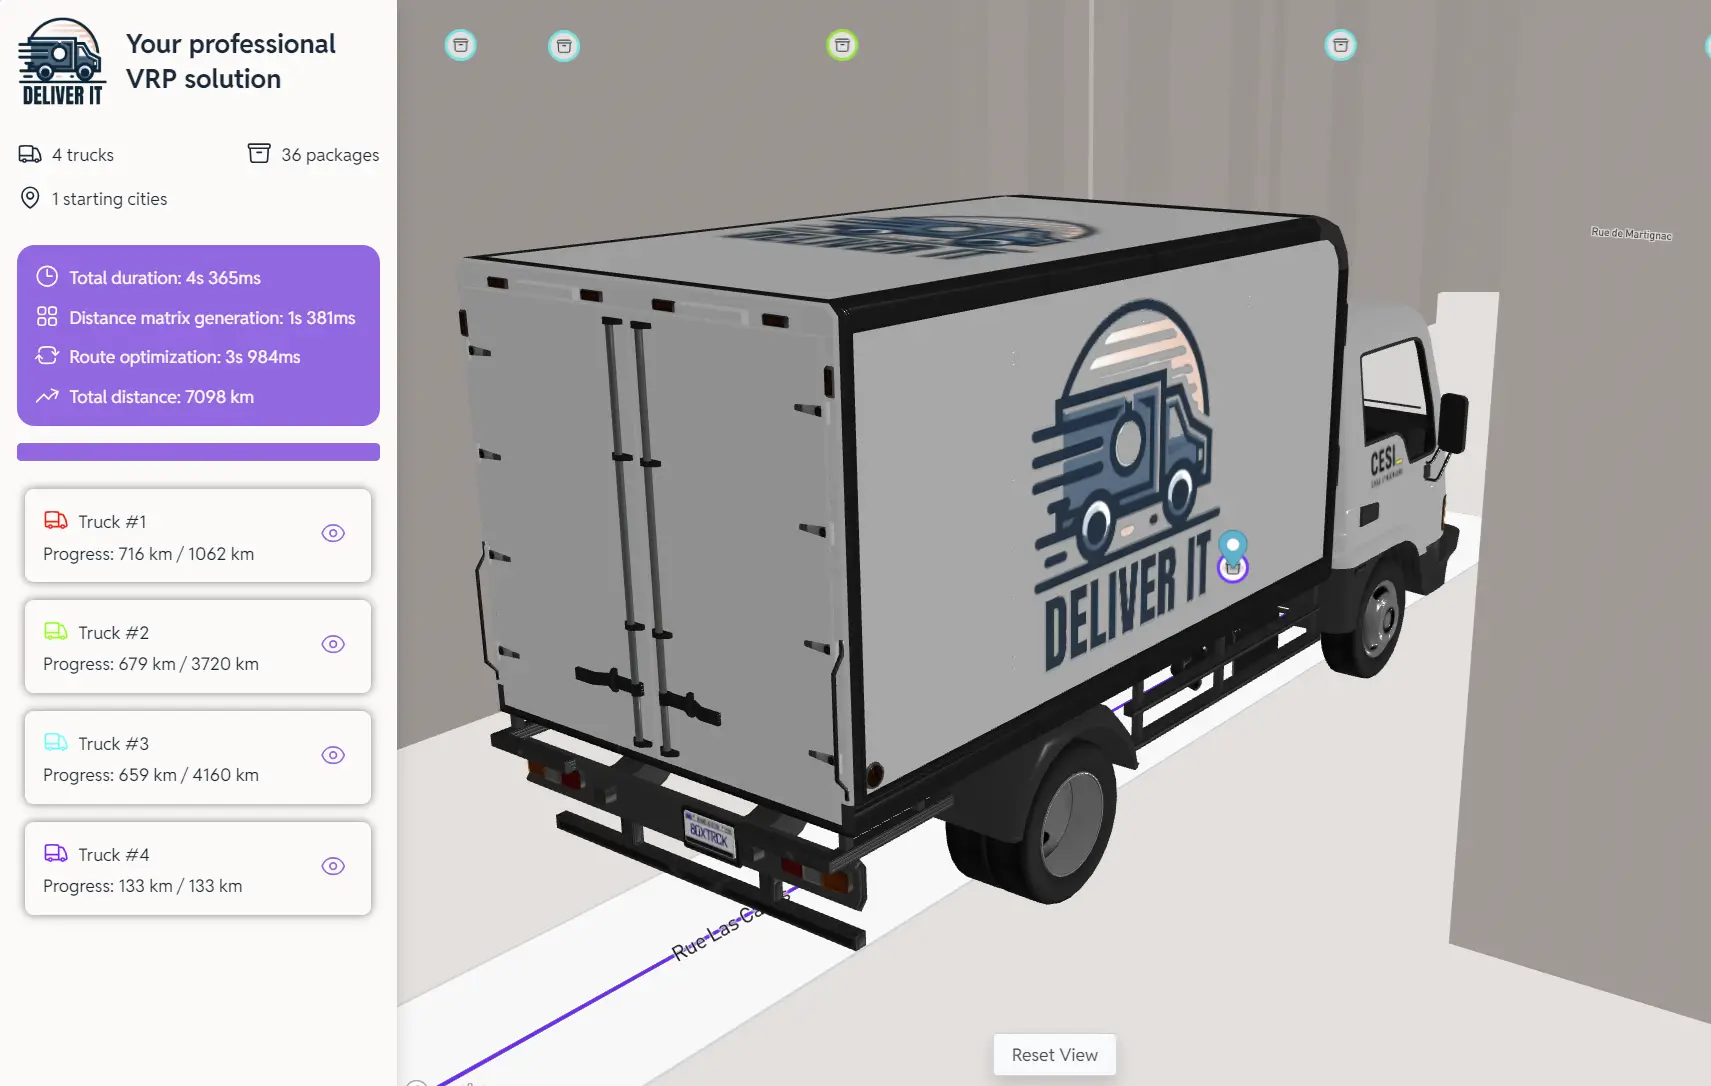 Your professional
VRP solution
DELIVER IT
4 trucks
36 packages
1 starting cities
Total duration: 4s 365ms
Distance matrix generation: 1s 381ms
Route optimization: 3s 984ms
Total distance: 7098 km
Truck #1
Progress: 716 km / 1062 km
Truck #2
Progress: 679 km / 3720 km
Truck #3
Progress: 659 km / 4160 km
Truck #4
Progress: 133 km / 133 km
Rue de Martignac
DELIVER IT
DELIVER IT
CESI
80XTRCK
Rue Las
Reset View